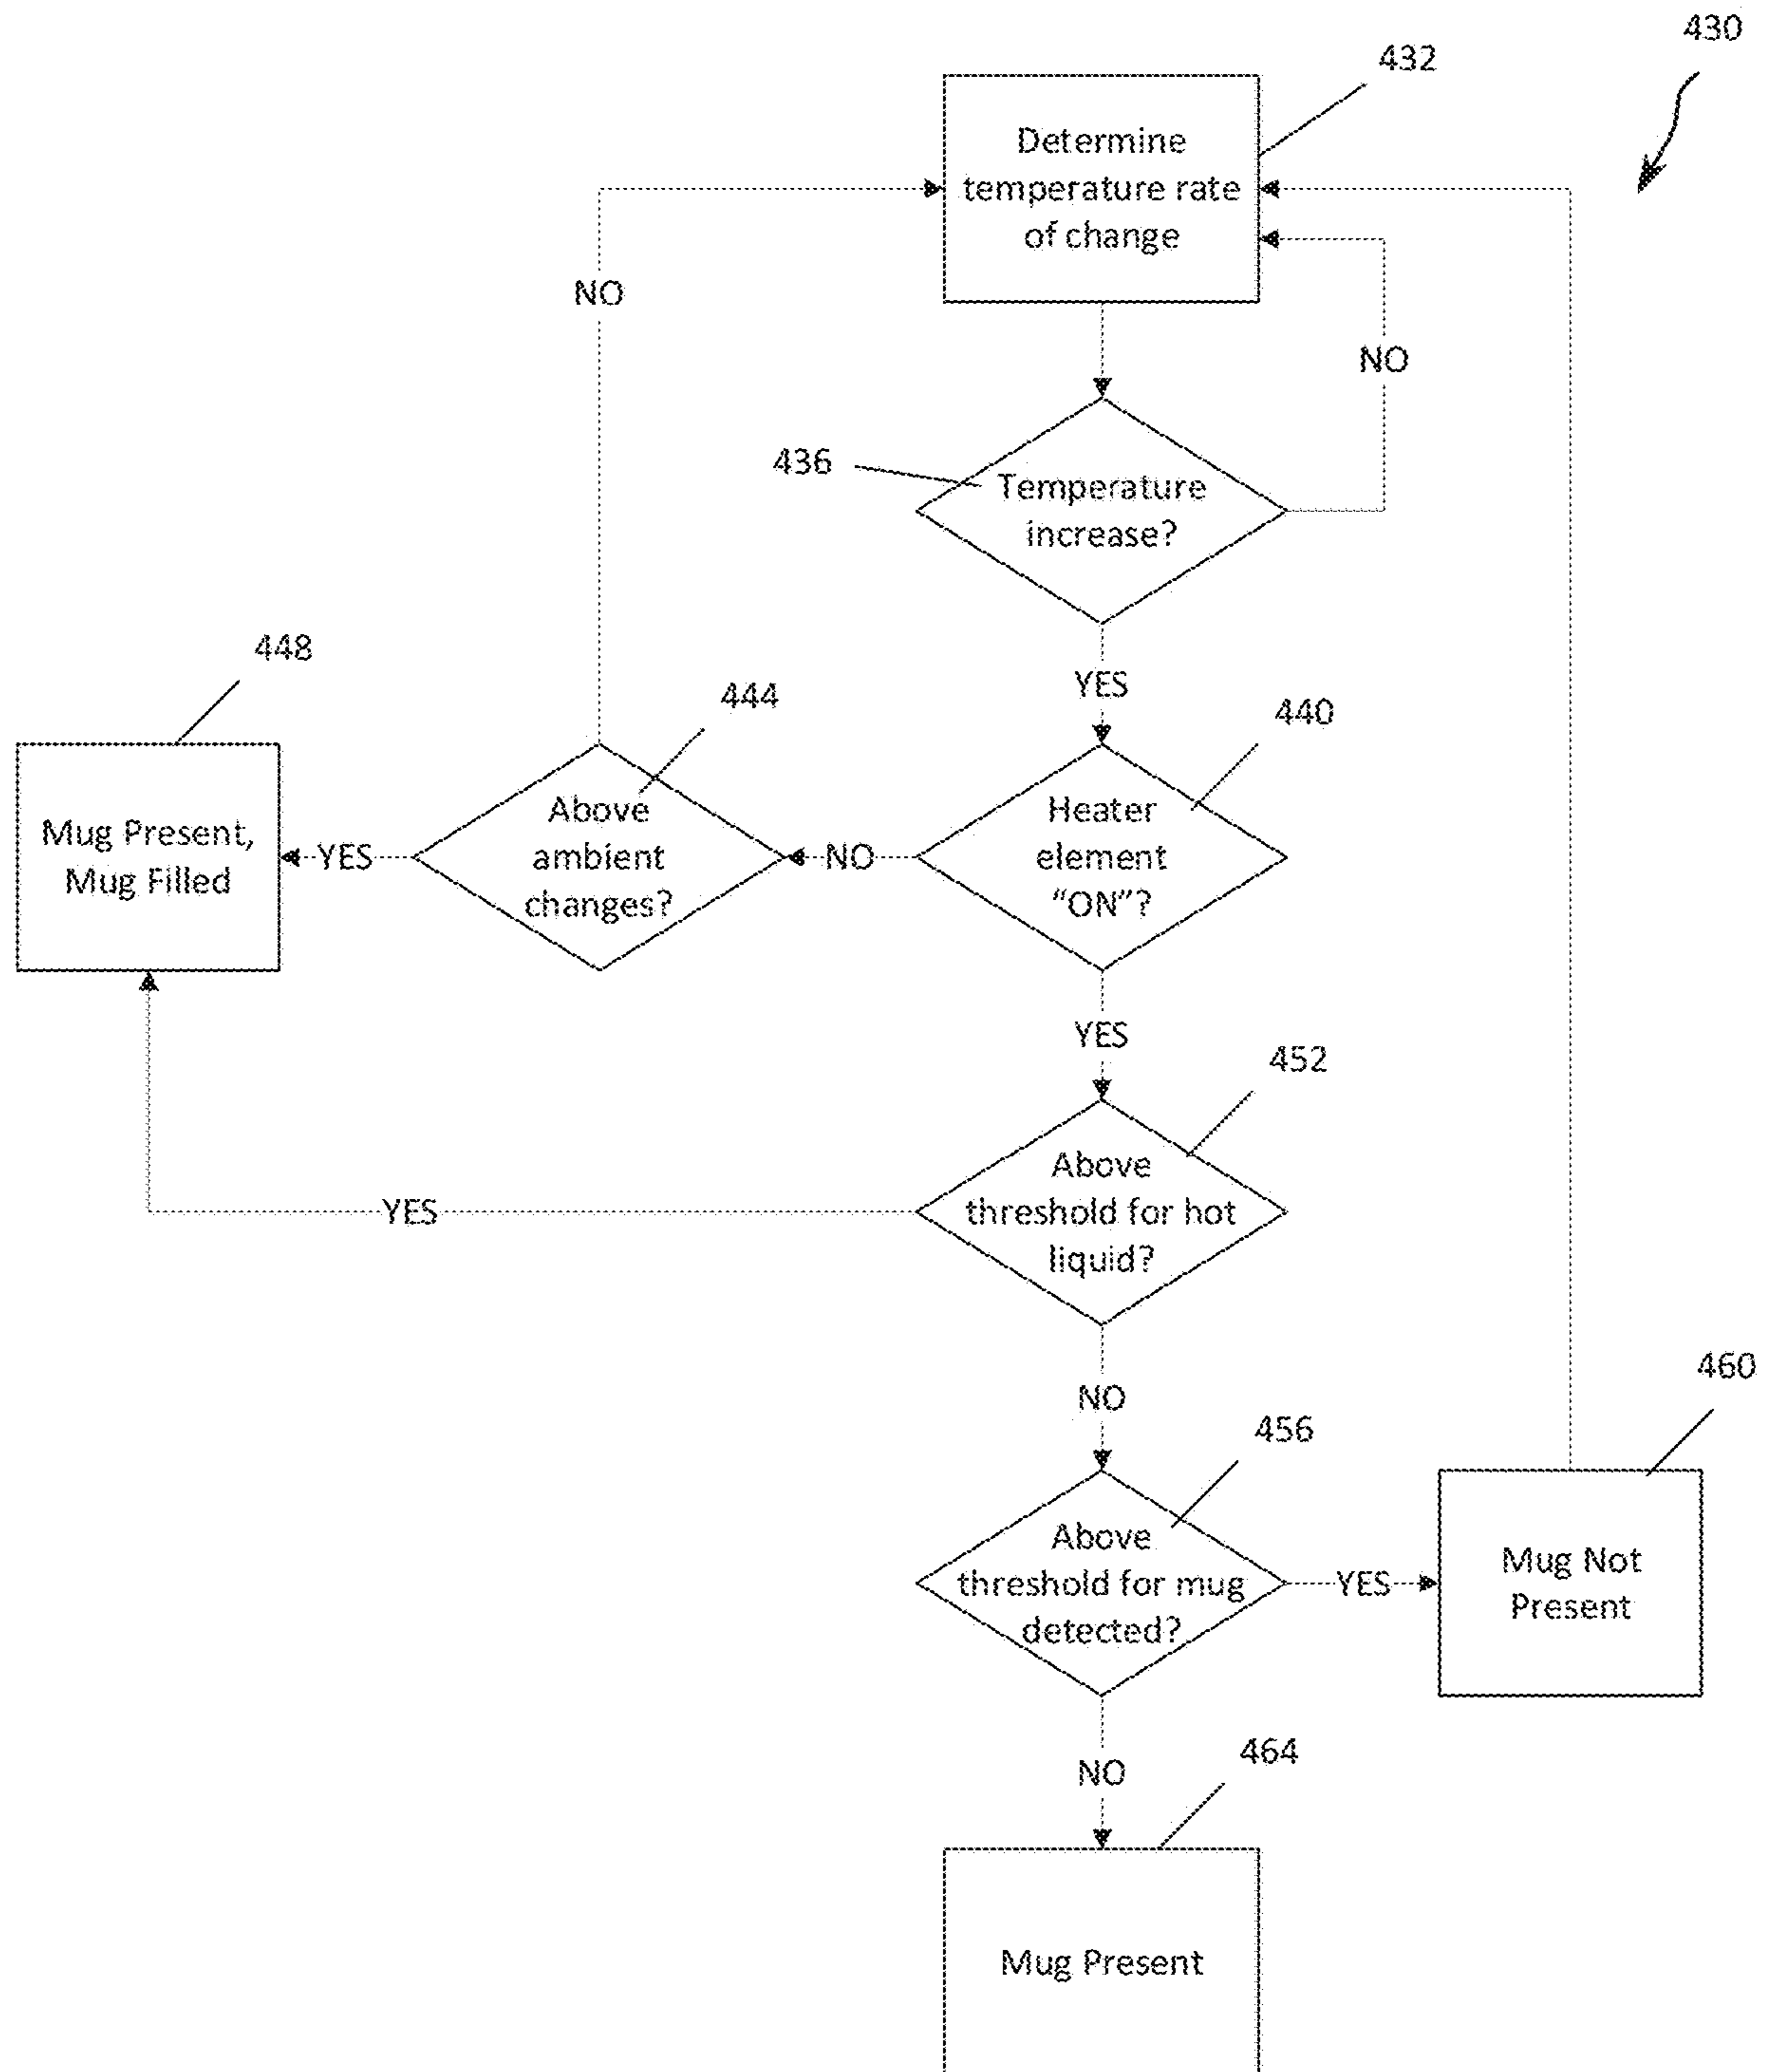 430
432
Determine
temperature rate
of change
NO
NO
436
Temperature
increase?
YES
448
444
440
Mug Present,
Mug Filled
YES
Above
ambient
changes?
NO
Heater
element
"ON"?
YES
452
Above
threshold for hot
liquid?
YES
NO
460
456
Above
threshold for mug
detected?
YES
Mug Not
Present
NO
464
Mug Present